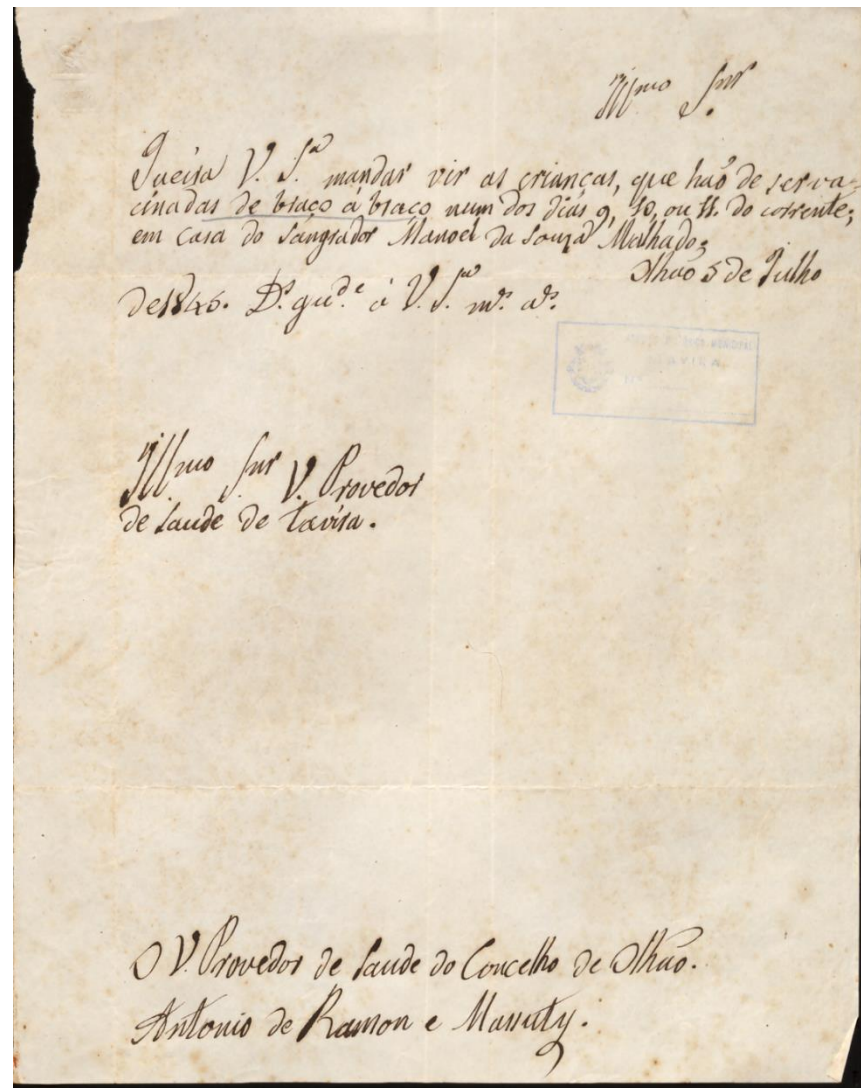 Ill.mo Snr.
Queira V. S.ª mandar vir as crianças, que hão de ser va=
cinadas de braço á braço num dos dias 9, 10, ou 11. do corrente;
em casa do Sangrador Manoel da Souza Malhado;
Olhão 5 de Julho
de 1846. D.s gu.de á V. S.ª m.s a.s
Ill.mo Snr V. Provedor
de Saude de Tavira.
O V. Provedor de Saude do Concelho de Olhão.
Antonio de Ramon e Massuty.